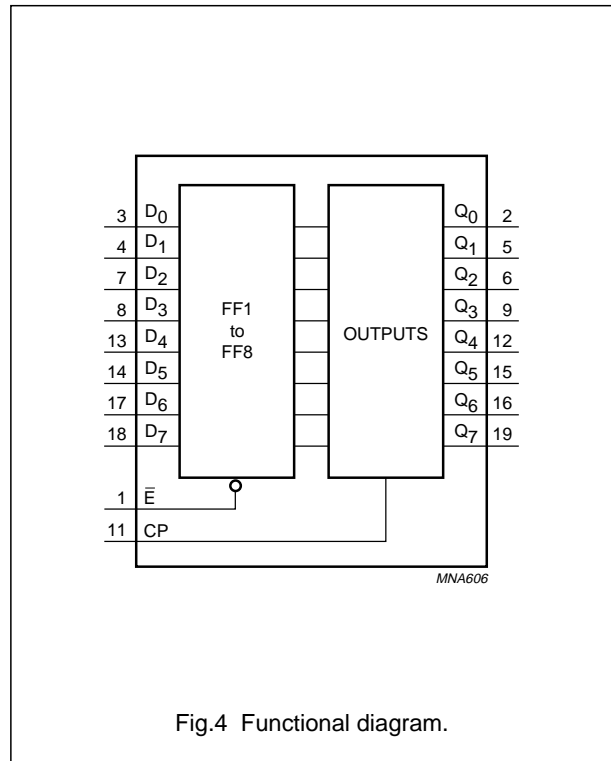 3 D0 Q0 2
4 D1 Q1 5
7 D2 Q2 6
8 D3 Q3 9
FF1
to
FF8
OUTPUTS
13 D4 Q4 12
14 D5 Q5 15
17 D6 Q6 16
18 D7 Q7 19
1 E̅
11 CP
MNA606
Fig.4 Functional diagram.